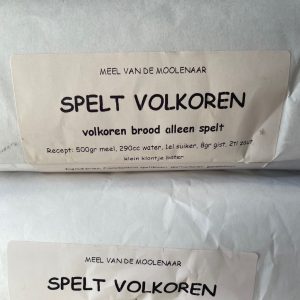 MEEL VAN DE MOOLENAAR
SPELT VOLKOREN
volkoren brood alleen spelt
Recept: 500gr meel, 290cc water, 1el suiker, 8gr gist, 2tl zout
klein klontje boter
MEEL VAN DE MOOLENAAR
SPELT VOLKOREN